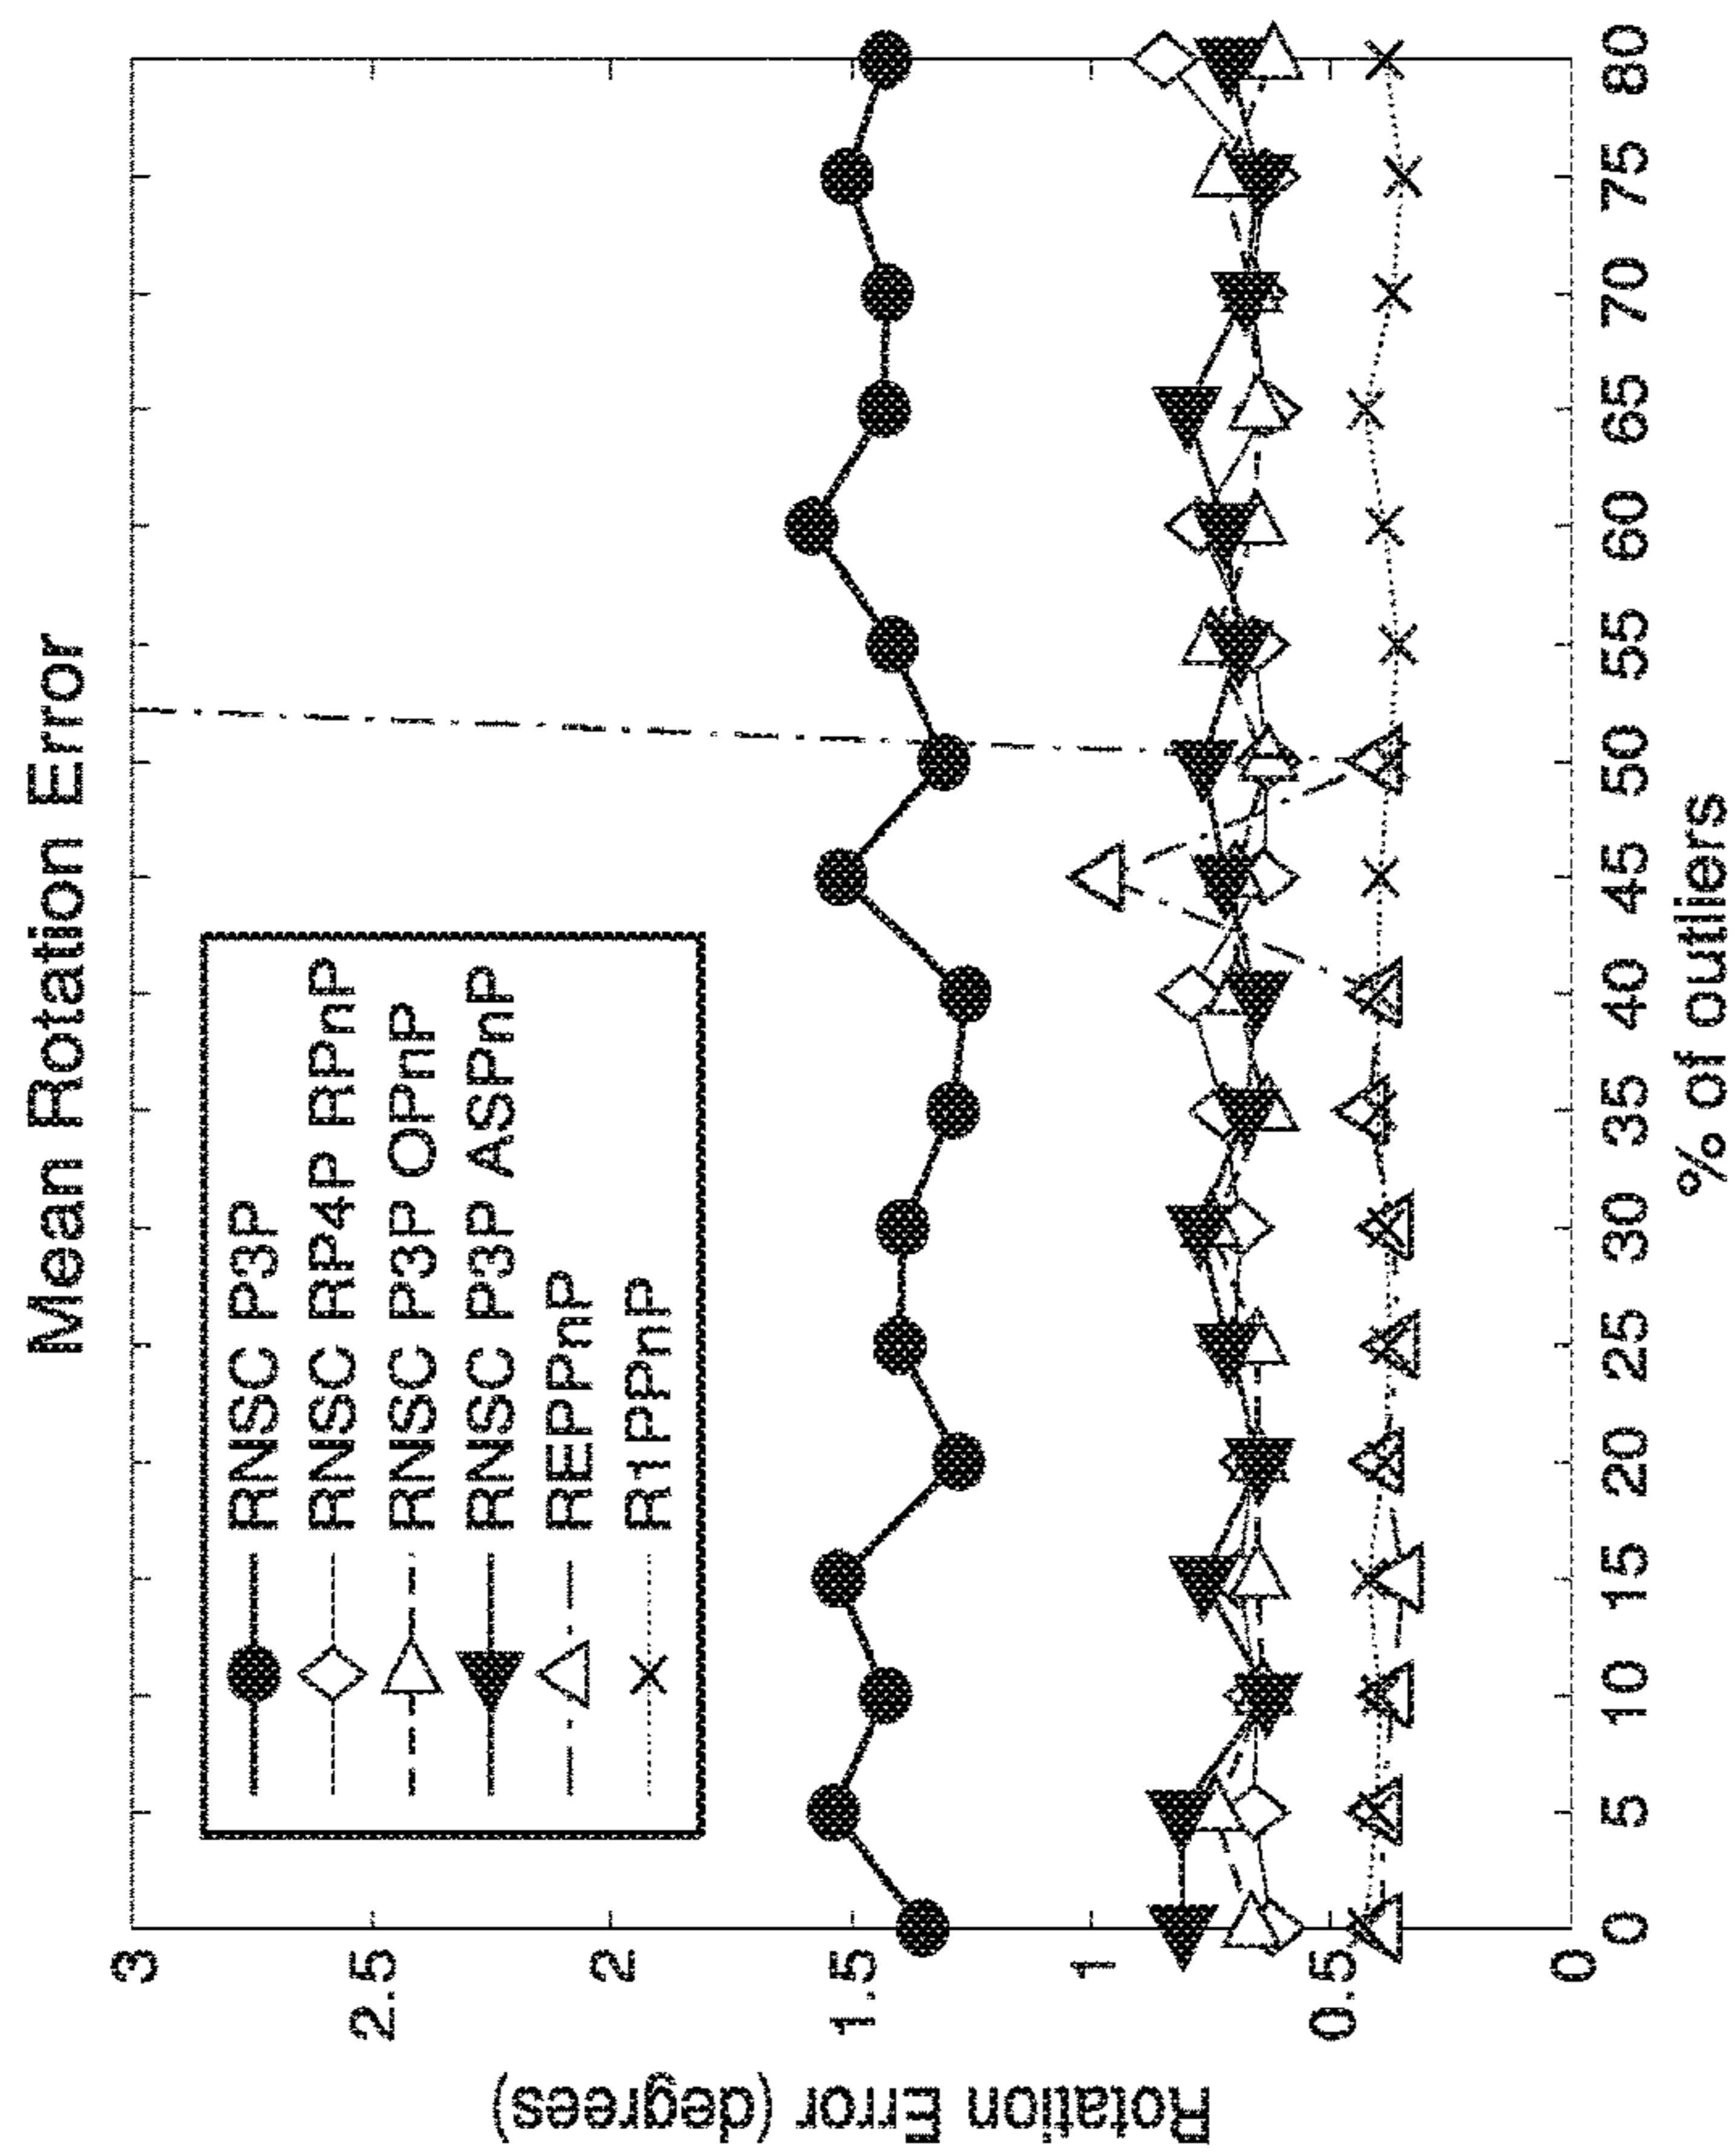 Mean Rotation Error
RNSC P3P
RNSC RP4P RPnP
RNSC P3P OPnP
RNSC P3P ASPnP
REPPnP
R1PPnP
Rotation Error (degrees)
3
2.5
2
1.5
1
0.5
0
0 5 10 15 20 25 30 35 40 45 50 55 60 65 70 75 80
% of outliers